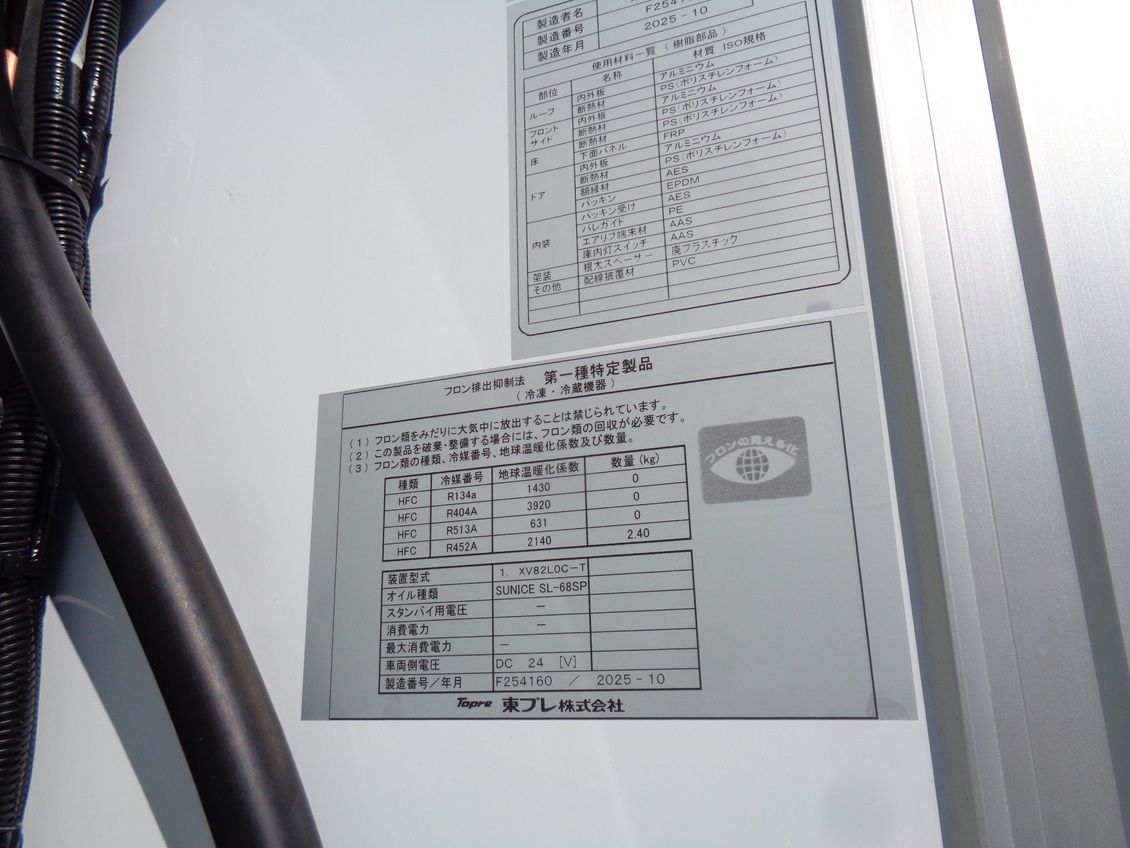 製造者名
製造番号 F254160
製造年月 2025-10
使用材料一覧(樹脂部品)
部位 名称 材質 ISO規格
ルーフ 内外板 アルミニウム
断熱材 PS(ポリスチレンフォーム)
フロント サイド 内外板 アルミニウム
断熱材 PS(ポリスチレンフォーム)
床 断熱材 PS(ポリスチレンフォーム)
下面パネル FRP
ドア 内外板 アルミニウム
断熱材 PS(ポリスチレンフォーム)
額縁材 AES
パッキン EPDM
パッキン受け AES
内装 バレガイド PE
エアリブ端末材 AAS
庫内灯スイッチ AAS
架装 根太スペーサー 廃プラスチック
その他 配線被覆材 PVC
フロン排出抑制法 第一種特定製品
(冷凍・冷蔵機器)
(1) フロン類をみだりに大気中に放出することは禁じられています。
(2) この製品を破棄・整備する場合には、フロン類の回収が必要です。
(3) フロン類の種類、冷媒番号、地球温暖化係数及び数量。
フロンの見える化
種類 冷媒番号 地球温暖化係数 数量(kg)
HFC R134a 1430 0
HFC R404A 3920 0
HFC R513A 631 0
HFC R452A 2140 2.40
装置型式 1. XV82LOC-T
オイル種類 SUNICE SL-68SP
スタンバイ用電圧 -
消費電力 -
最大消費電力 -
車両側電圧 DC 24 [V]
製造番号/年月 F254160 / 2025-10
Topre 東プレ株式会社